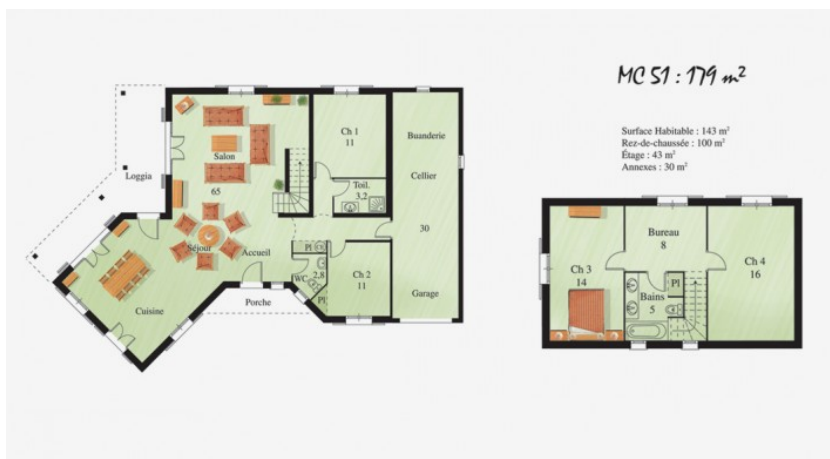 MC 51 : 179 m²
Surface Habitable : 143 m²
Rez-de-chaussée : 100 m²
Étage : 43 m²
Annexes : 30 m²
Loggia
Salon
65
Séjour
Accueil
Cuisine
Porche
Ch 1
11
Toil.
3,2
Pl
WC
2,8
Pl
Ch 2
11
Buanderie
Cellier
30
Garage
Ch 3
14
Bureau
8
Bains
5
Pl
Ch 4
16